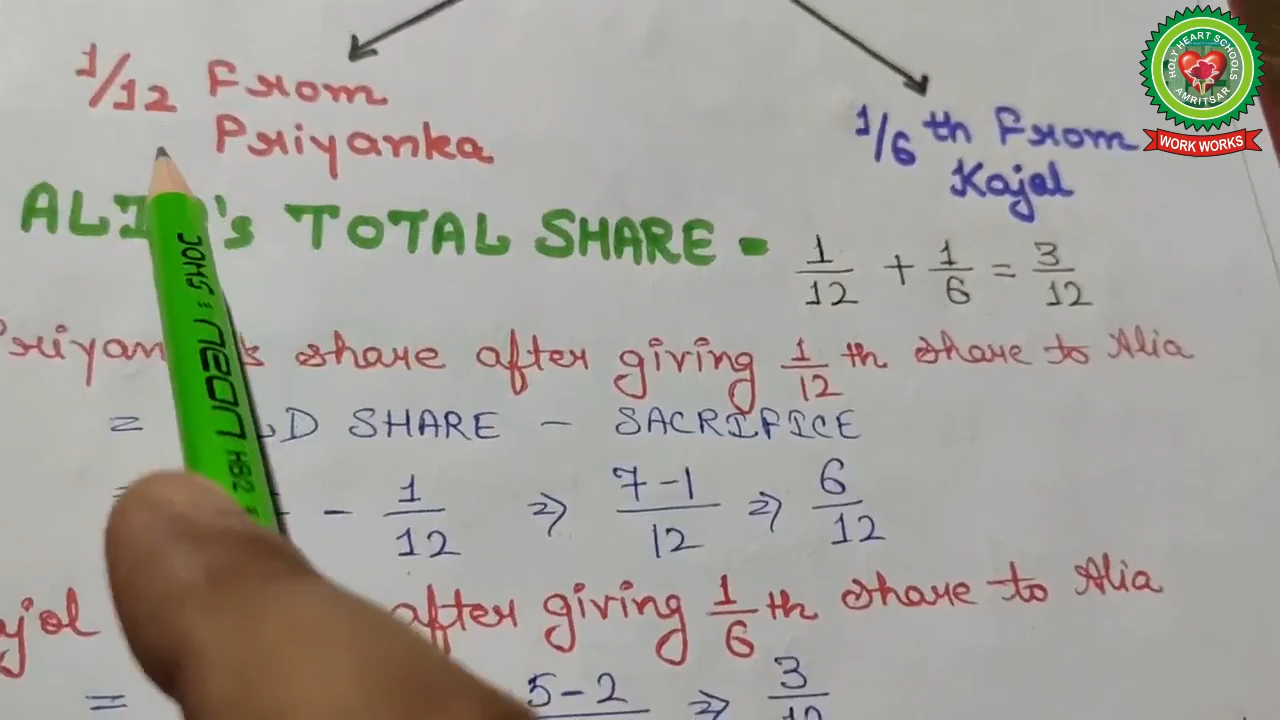 1/12 From
Priyanka
1/6 th From
Kajol
's TOTAL SHARE =
1/12 + 1/6 = 3/12
share after giving 1/12 th share to Alia
= SHARE - SACRIFICE
- 1/12 ⇒ 7-1/12 ⇒ 6/12
after giving 1/6 th share to Alia
= 5-2 ⇒ 3
HOLY HEART SCHOOLS
AMRITSAR
WORK WORKS
JOMS: neon HB2